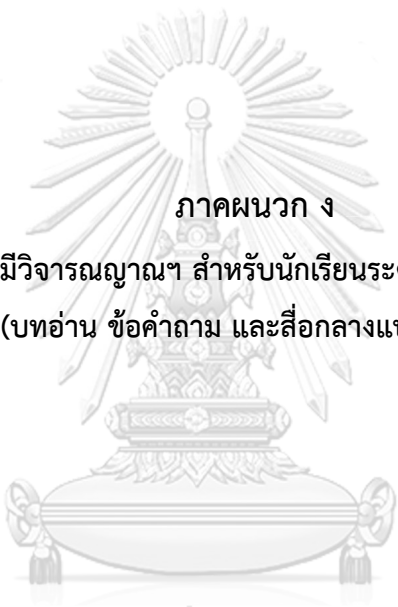 ภาคผนวก ง
มีวิจารณญาณฯ สำหรับนักเรียนระ
(บทอ่าน ข้อคำถาม และสื่อกลาง